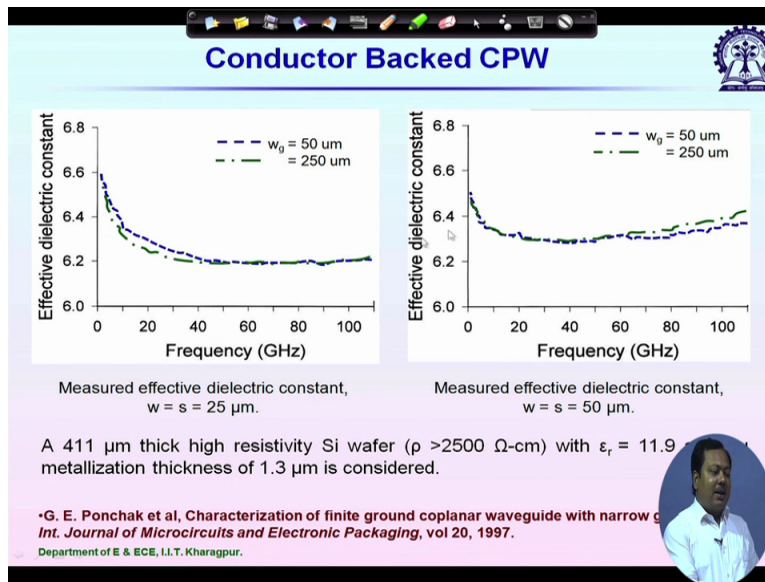 Conductor Backed CPW
Effective dielectric constant
6.8
6.6
6.4
6.2
6.0
0
20
40
60
80
100
Frequency (GHz)
wg = 50 um
= 250 um
Effective dielectric constant
6.8
6.6
6.4
6.2
6.0
0
20
40
60
80
100
Frequency (GHz)
wg = 50 um
= 250 um
Measured effective dielectric constant,
w = s = 25 µm.
Measured effective dielectric constant,
w = s = 50 µm.
A 411 µm thick high resistivity Si wafer (ρ >2500 Ω-cm) with εr = 11.9
metallization thickness of 1.3 µm is considered.
•G. E. Ponchak et al, Characterization of finite ground coplanar waveguide with narrow
Int. Journal of Microcircuits and Electronic Packaging, vol 20, 1997.
Department of E & ECE, I.I.T. Kharagpur.